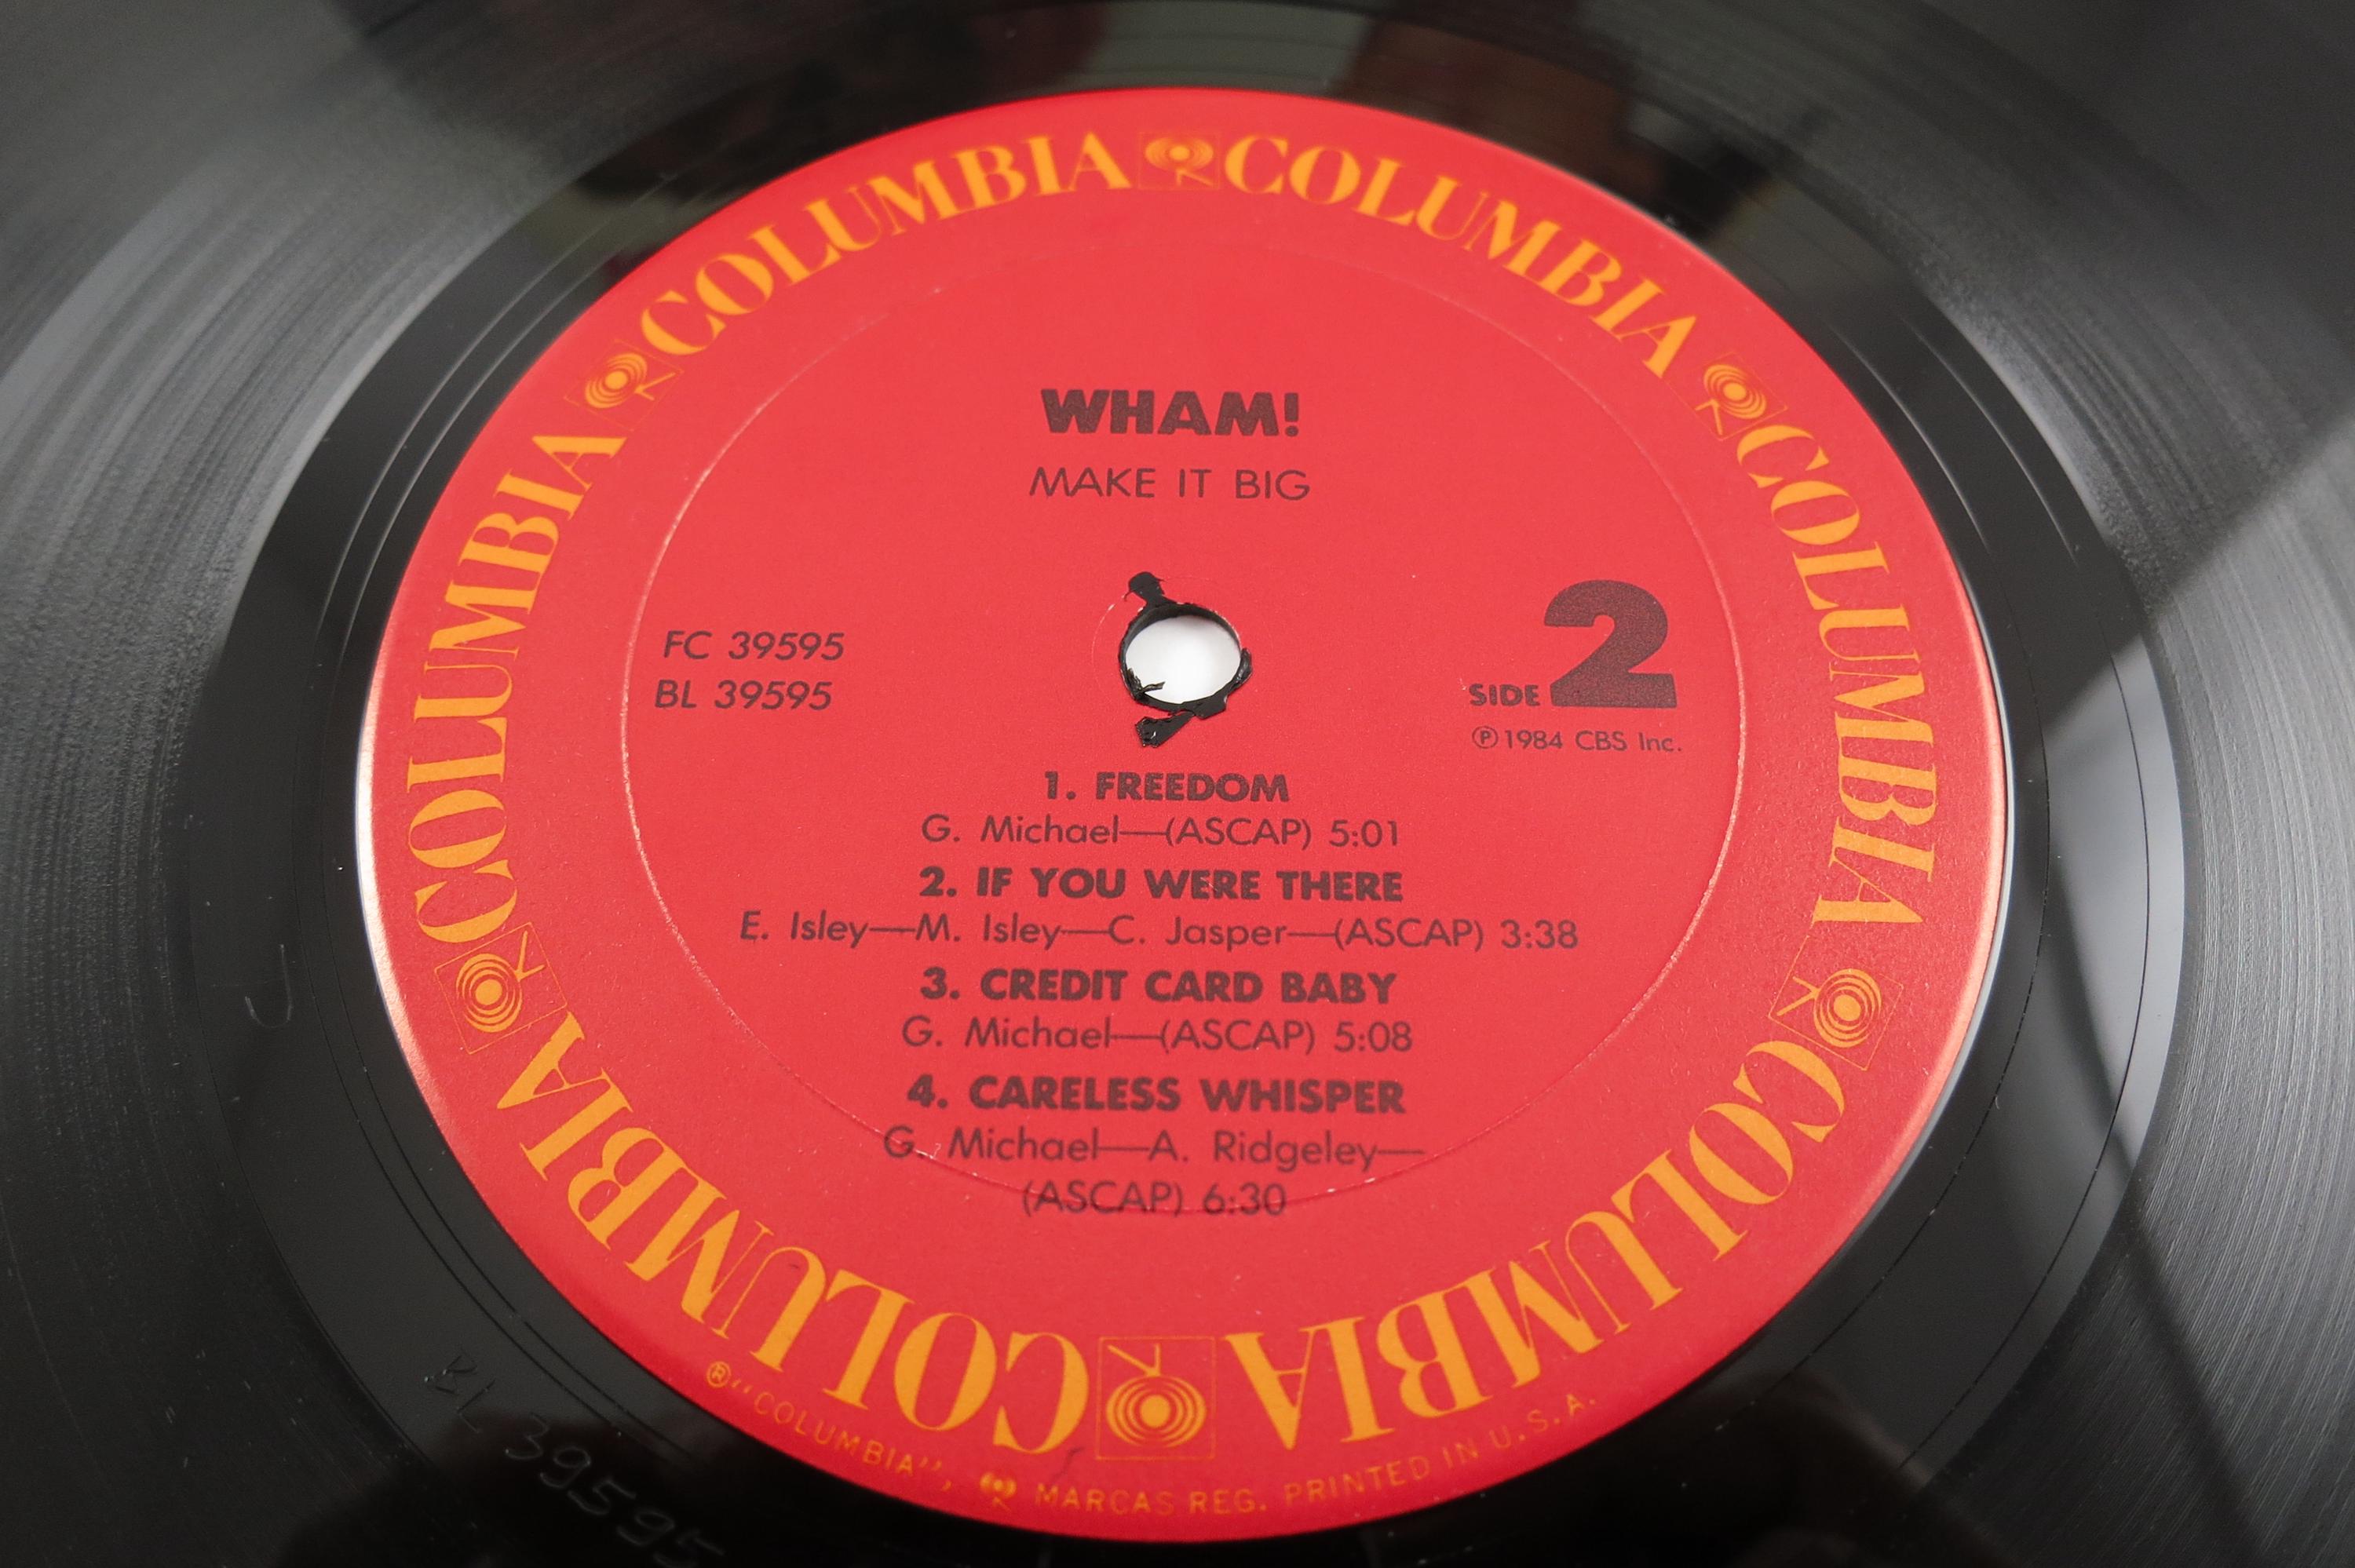 COLUMBIA COLUMBIA COLUMBIA COLUMBIA COLUMBIA COLUMBIA COLUMBIA
WHAM!
MAKE IT BIG
FC 39595
BL 39595
SIDE 2
Ⓟ1984 CBS Inc.
1. FREEDOM
G. Michael—(ASCAP) 5:01
2. IF YOU WERE THERE
E. Isley—M. Isley—C. Jasper—(ASCAP) 3:38
3. CREDIT CARD BABY
G. Michael—(ASCAP) 5:08
4. CARELESS WHISPER
G. Michael—A. Ridgeley—
(ASCAP) 6:30
® "COLUMBIA", MARCAS REG. PRINTED IN U.S.A.
BL 39595